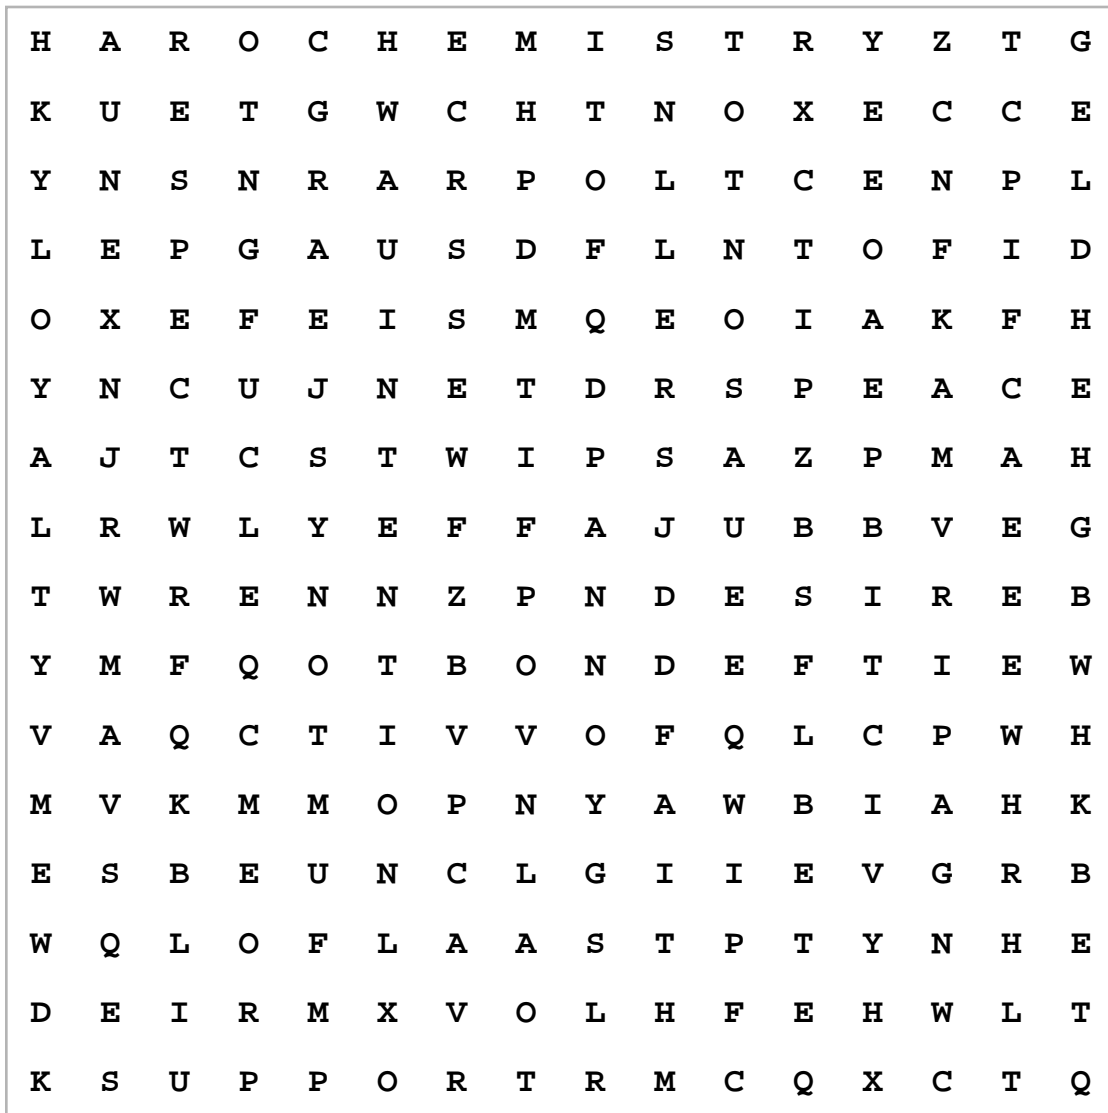 H A R O C H E M I S T R Y Z T G
K U E T G W C H T N O X E C C E
Y N S N R A R P O L T C E N P L
L E P G A U S D F L N T O F I D
O X E F E I S M Q E O I A K F H
Y N C U J N E T D R S P E A C E
A J T C S T W I P S A Z P M A H
L R W L Y E F F A J U B B V E G
T W R E N N Z P N D E S I R E B
Y M F Q O T B O N D E F T I E W
V A Q C T I V V O F Q L C P W H
M V K M M O P N Y A W B I A H K
E S B E U N C L G I I E V G R B
W Q L O F L A A S T P T Y N H E
D E I R M X V O L H F E H W L T
K S U P P O R T R M C Q X C T Q